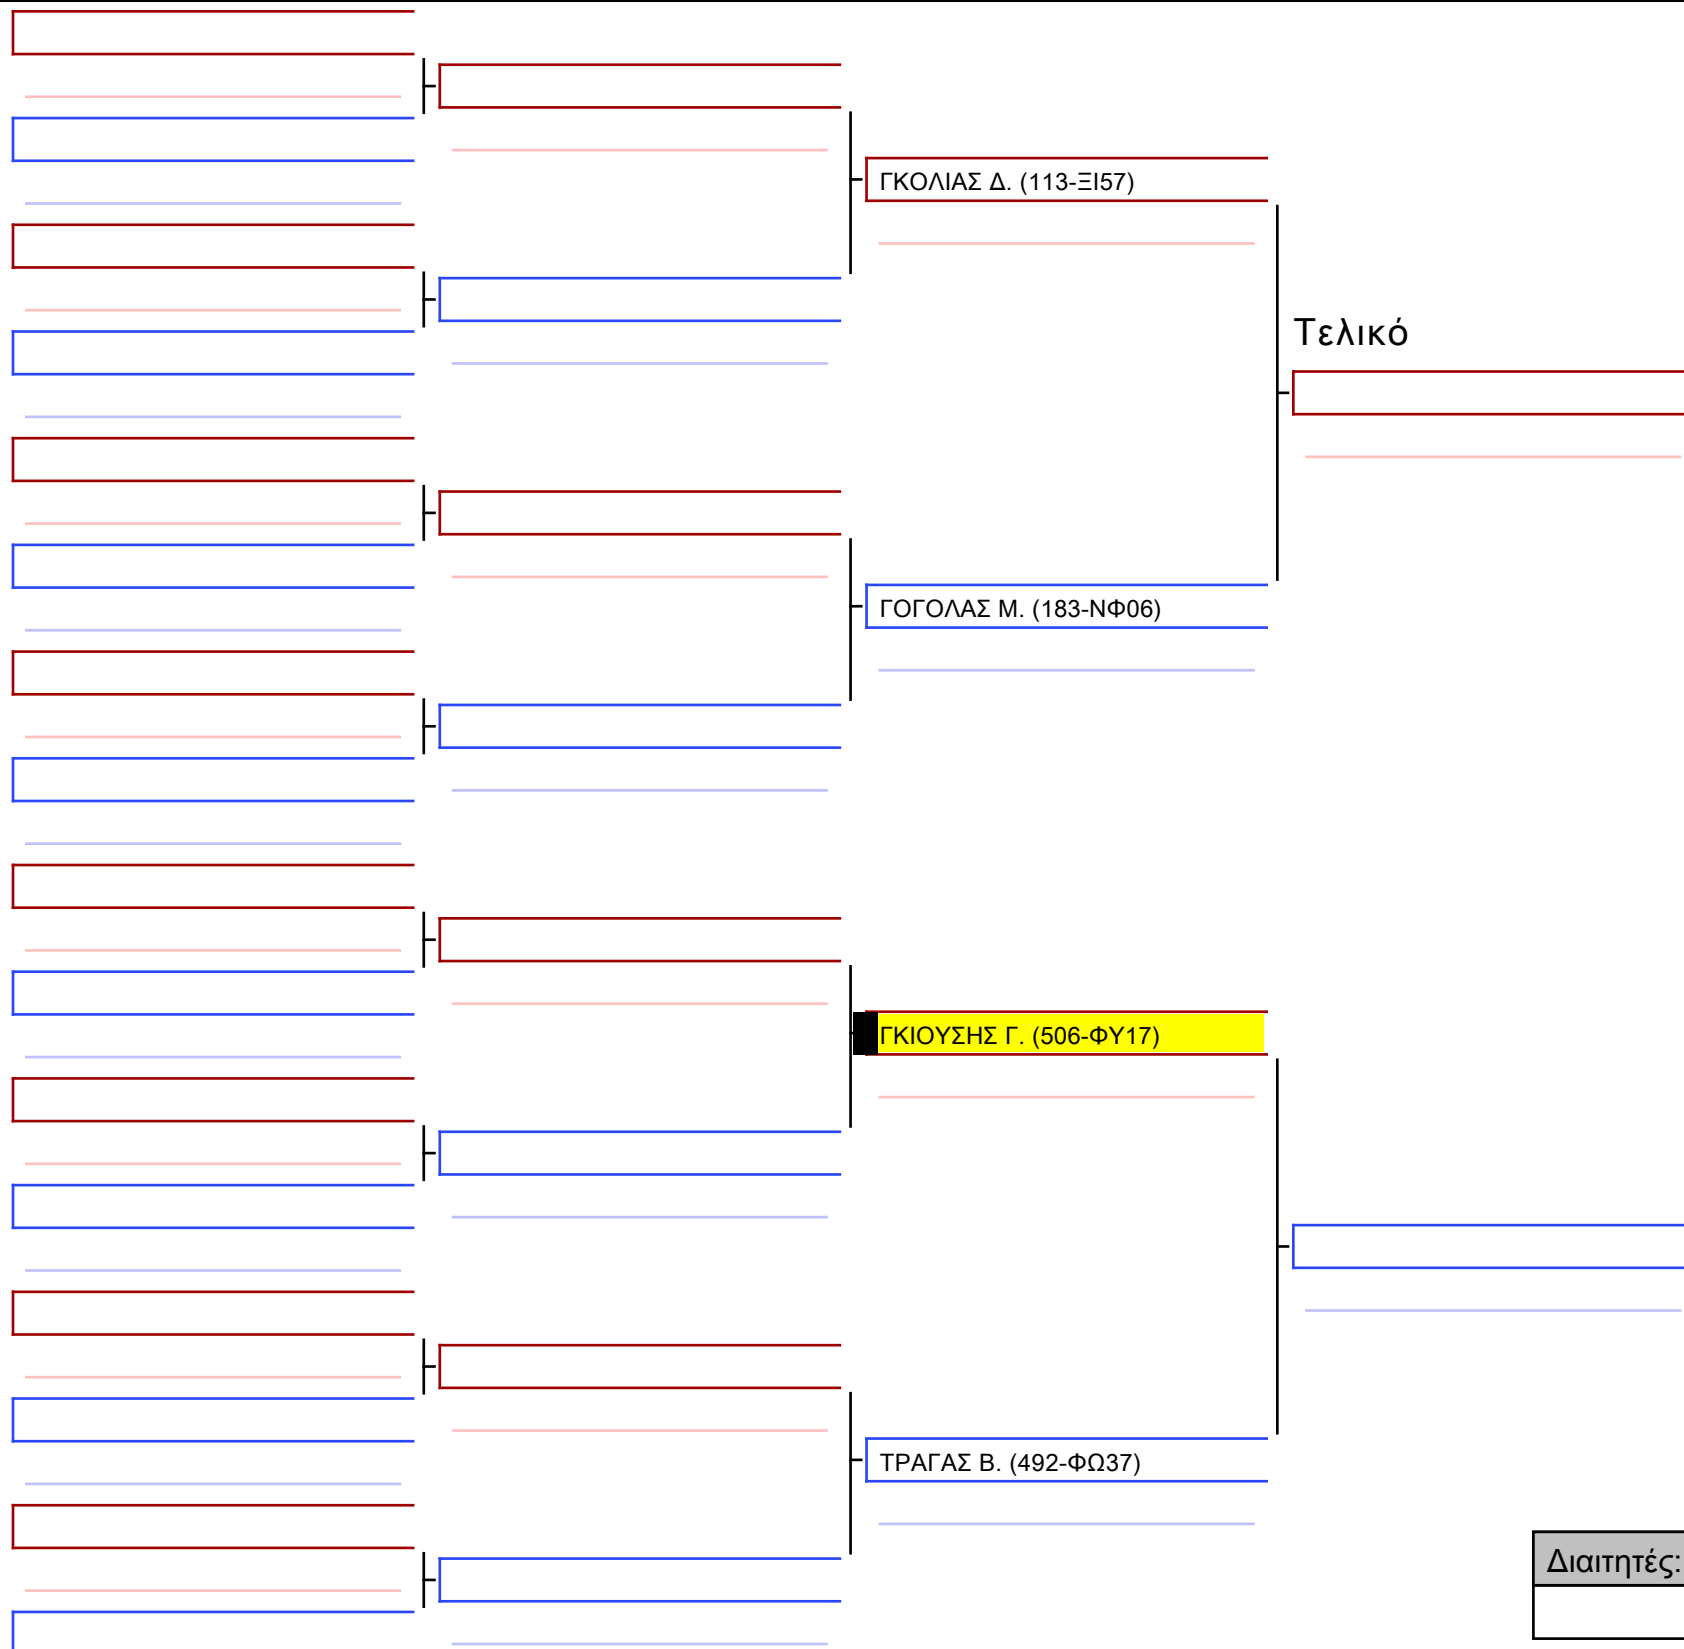 ΓΚΟΛΙΑΣ Δ. (113-ΞΙ57)
Τελικό
ΓΟΓΟΛΑΣ Μ. (183-ΝΦ06)
ΓΚΙΟΥΣΗΣ Γ. (506-ΦΥ17)
ΤΡΑΓΑΣ Β. (492-ΦΩ37)
Διαιτητές: